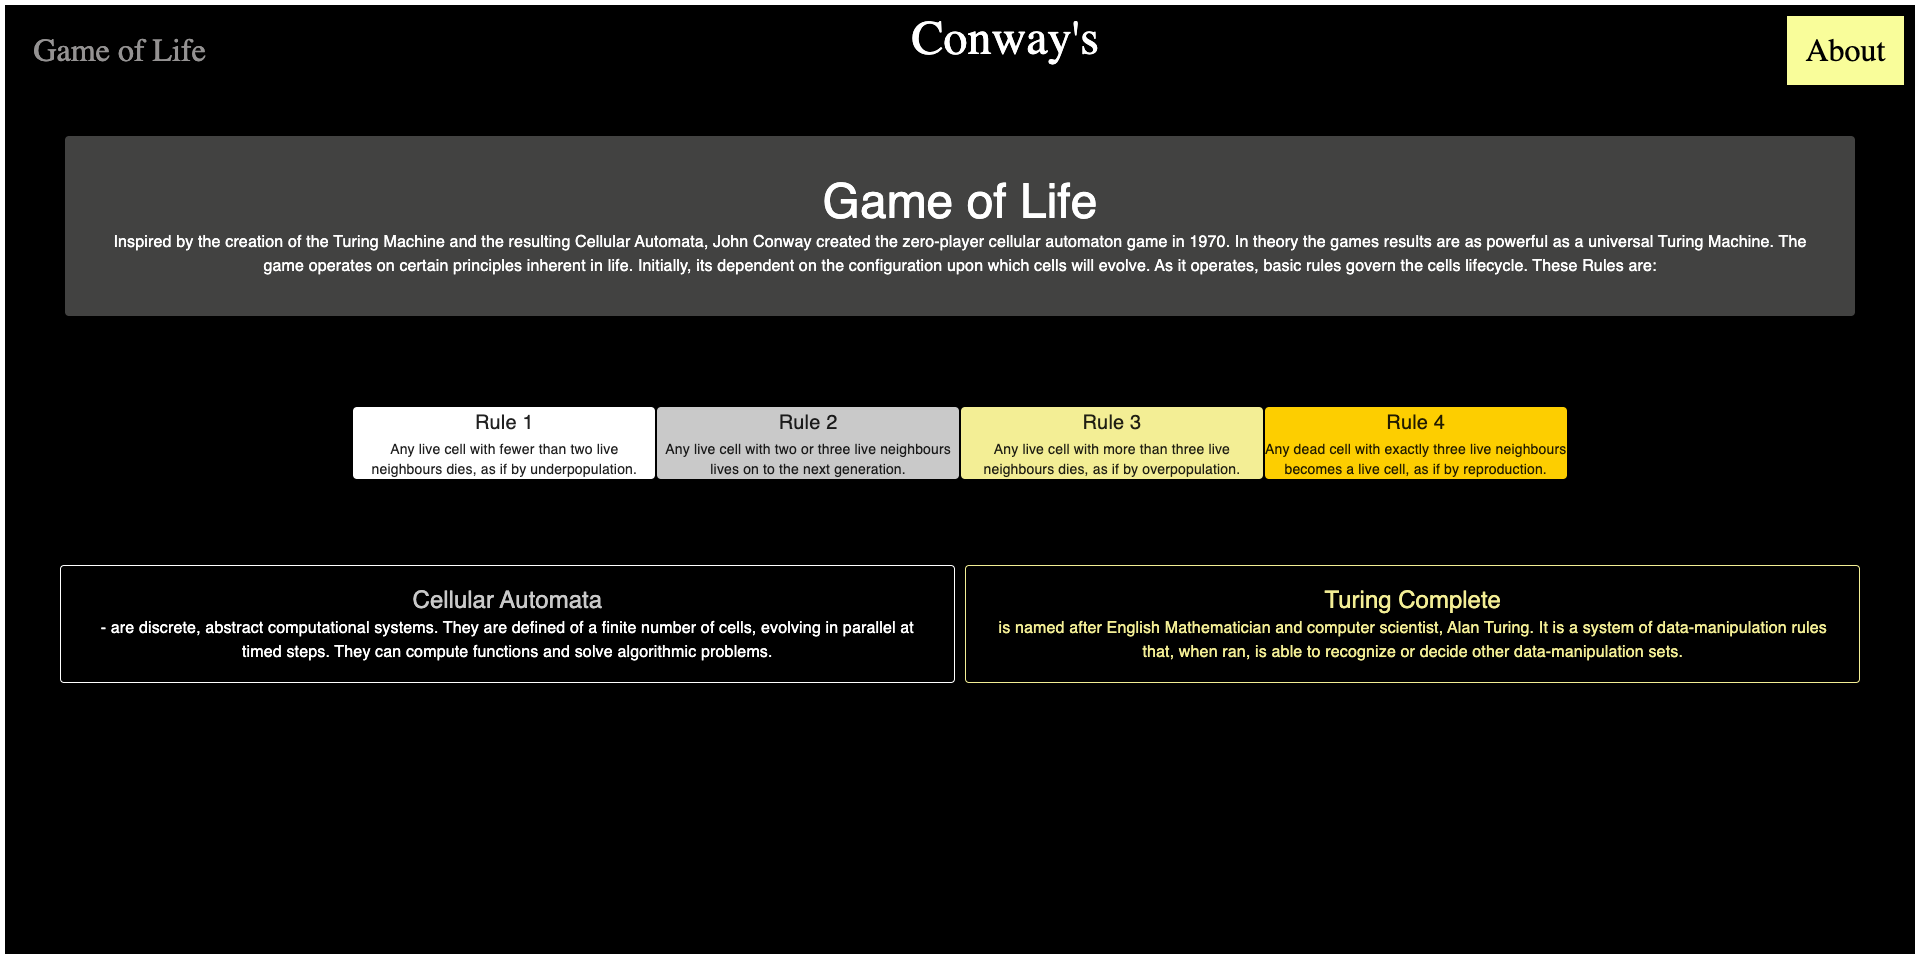 Game of Life
Conway's
About
Game of Life
Inspired by the creation of the Turing Machine and the resulting Cellular Automata, John Conway created the zero-player cellular automaton game in 1970. In theory the games results are as powerful as a universal Turing Machine. The
game operates on certain principles inherent in life. Initially, its dependent on the configuration upon which cells will evolve. As it operates, basic rules govern the cells lifecycle. These Rules are:
Rule 1
Any live cell with fewer than two live
neighbours dies, as if by underpopulation.
Rule 2
Any live cell with two or three live neighbours
lives on to the next generation.
Rule 3
Any live cell with more than three live
neighbours dies, as if by overpopulation.
Rule 4
Any dead cell with exactly three live neighbours
becomes a live cell, as if by reproduction.
Cellular Automata
- are discrete, abstract computational systems. They are defined of a finite number of cells, evolving in parallel at
timed steps. They can compute functions and solve algorithmic problems.
Turing Complete
is named after English Mathematician and computer scientist, Alan Turing. It is a system of data-manipulation rules
that, when ran, is able to recognize or decide other data-manipulation sets.